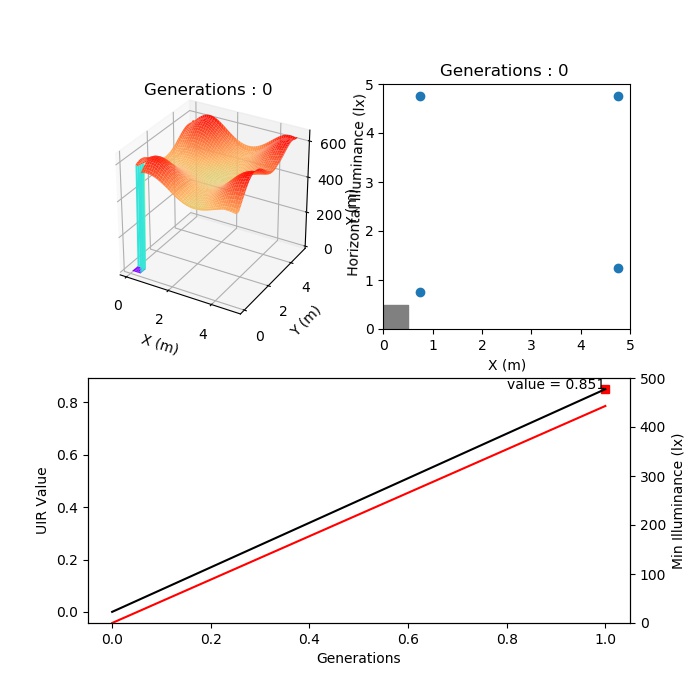 Generations : 0
600
400
200
0
Horizontal Illuminance (lx)
0
2
4
X (m)
0
2
4
Y (m)
Generations : 0
5
4
3
2
1
0
Y (m)
0 1 2 3 4 5
X (m)
value = 0.851
0.8
0.6
0.4
0.2
0.0
UIR Value
500
400
300
200
100
0
Min Illuminance (lx)
0.0 0.2 0.4 0.6 0.8 1.0
Generations